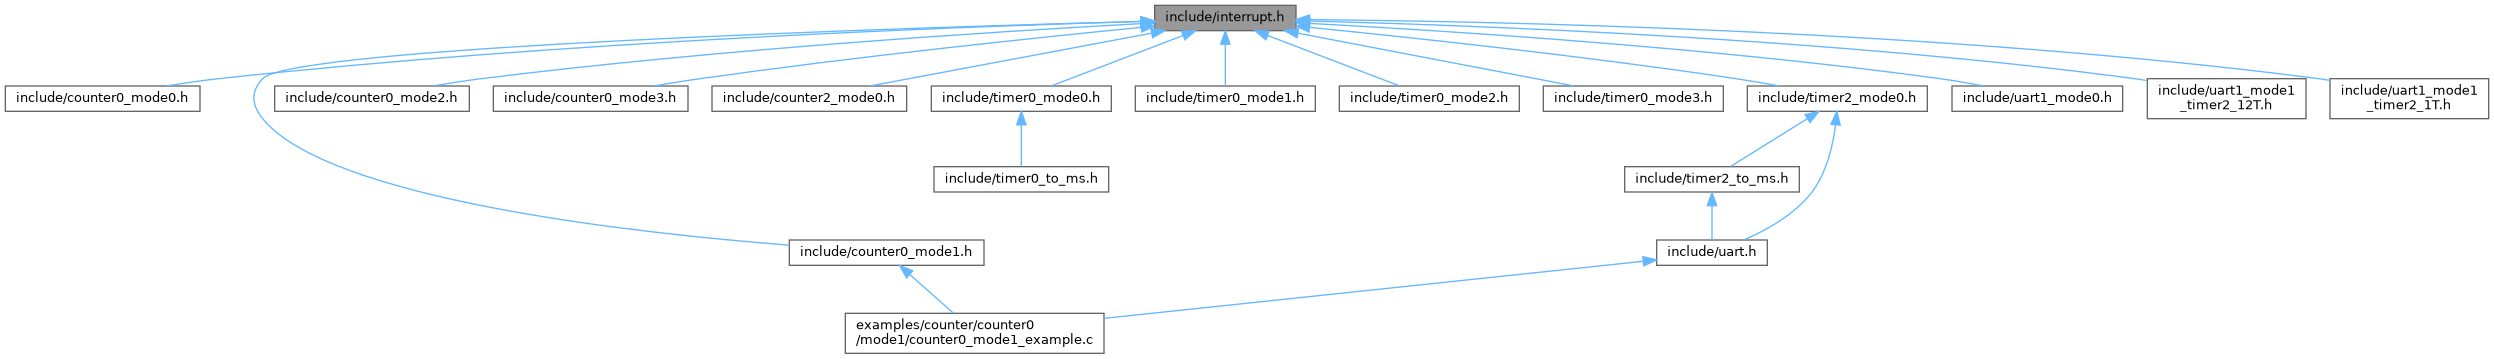 include/interrupt.h
include/counter0_mode0.h
include/counter0_mode2.h
include/counter0_mode3.h
include/counter2_mode0.h
include/timer0_mode0.h
include/timer0_mode1.h
include/timer0_mode2.h
include/timer0_mode3.h
include/timer2_mode0.h
include/uart1_mode0.h
include/uart1_mode1
_timer2_12T.h
include/uart1_mode1
_timer2_1T.h
include/timer0_to_ms.h
include/timer2_to_ms.h
include/counter0_mode1.h
include/uart.h
examples/counter/counter0
/mode1/counter0_mode1_example.c